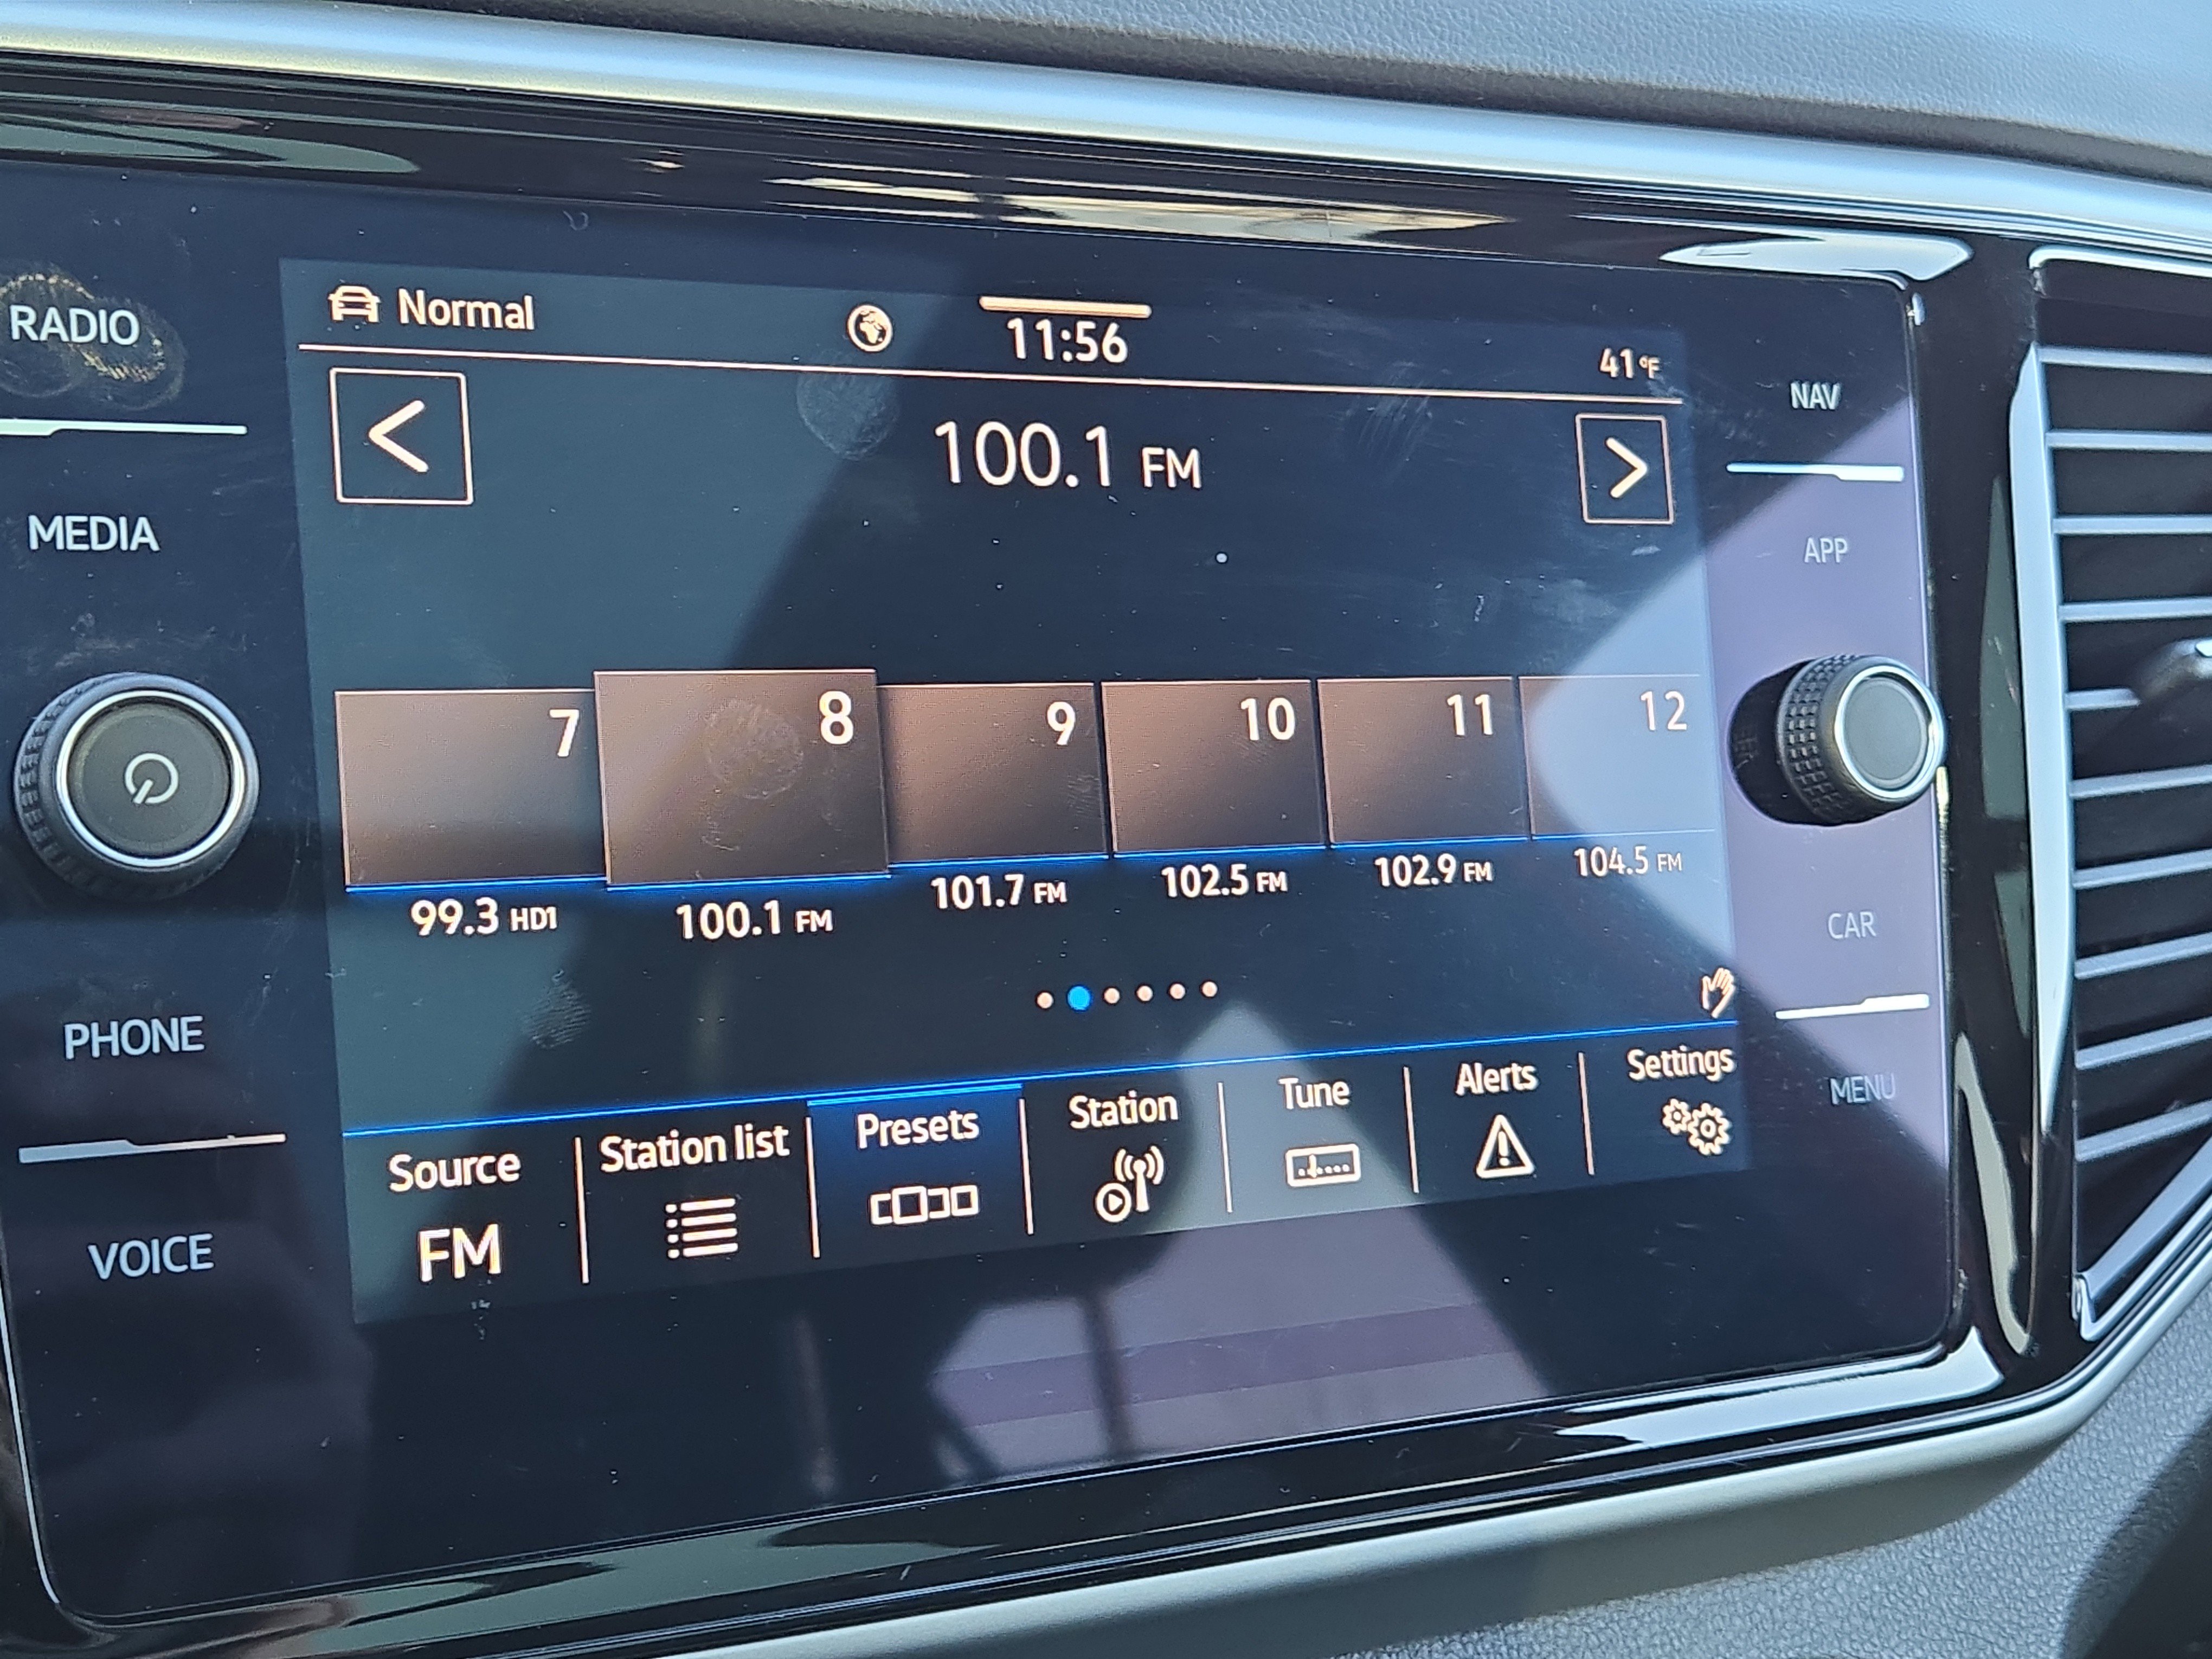 RADIO
MEDIA
PHONE
VOICE
Normal
11:56
41°F
<
100.1 FM
>
7
8
9
10
11
12
99.3 HD1
100.1 FM
101.7 FM
102.5 FM
102.9 FM
104.5 FM
Source
FM
Station list
Presets
Station
Tune
Alerts
Settings
NAV
APP
CAR
MENU